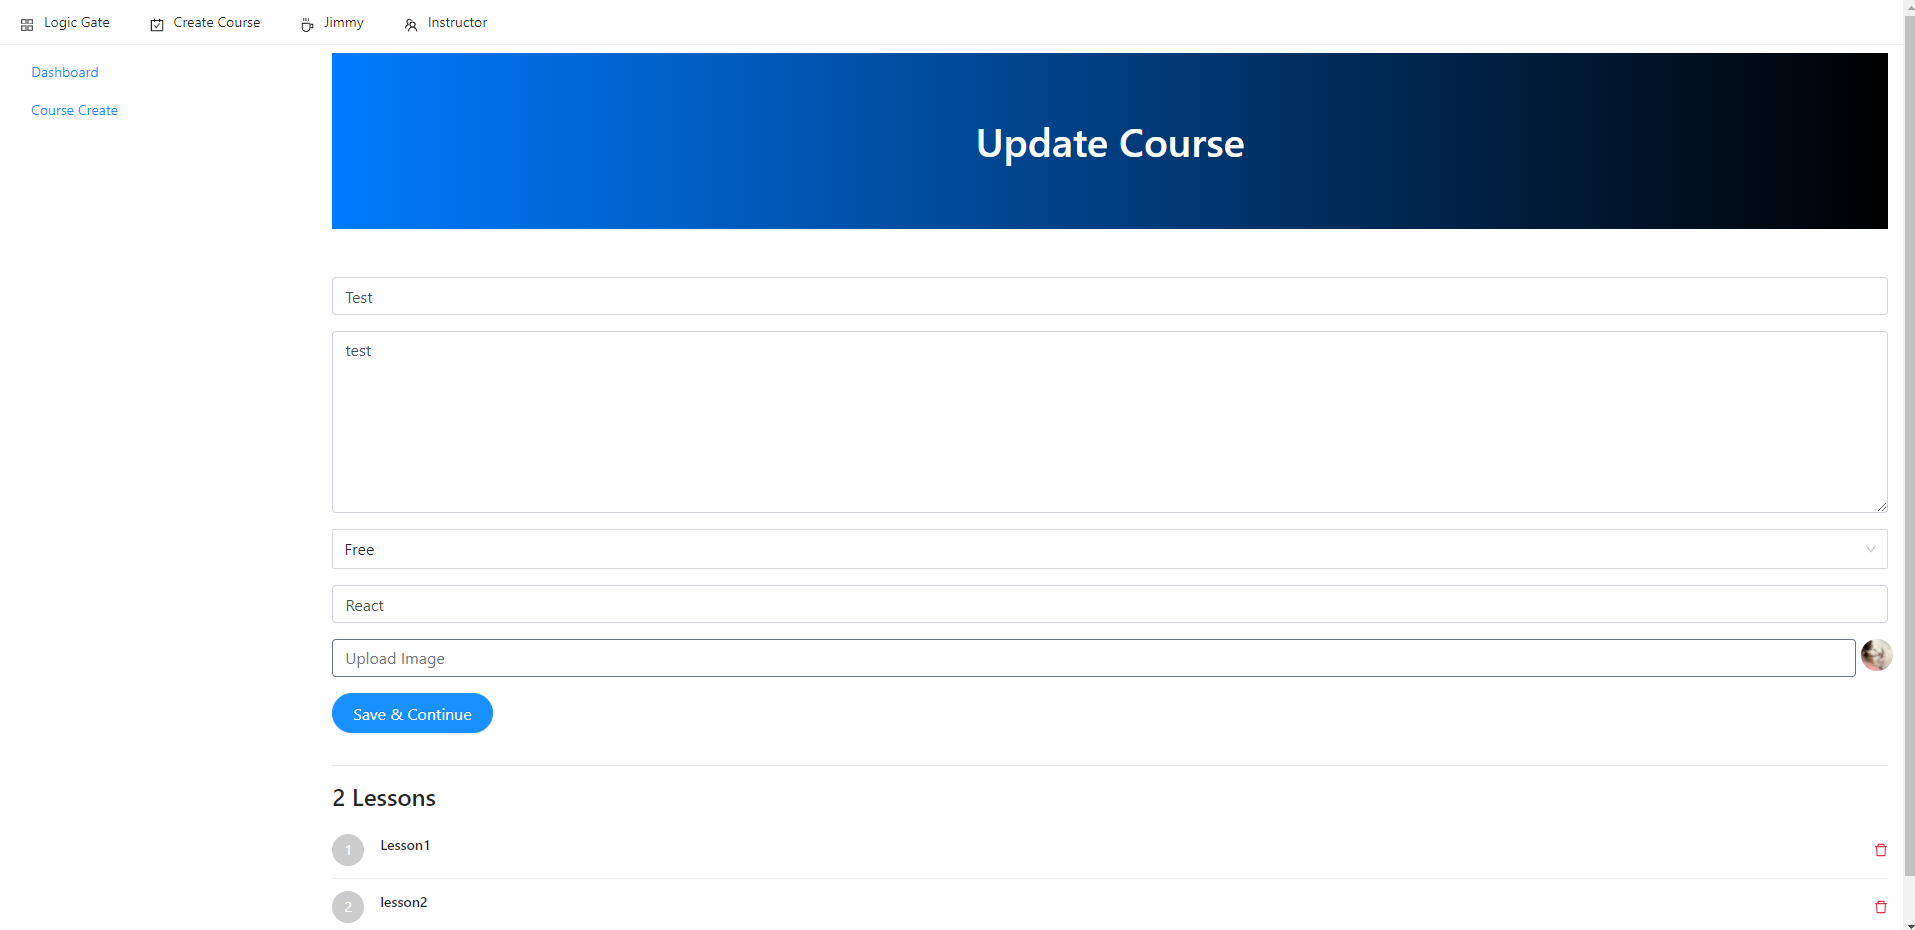 Logic Gate Create Course Jimmy Instructor
Dashboard
Course Create
Update Course
Test
test
Free
React
Upload Image
Save & Continue
2 Lessons
1 Lesson1
2 lesson2